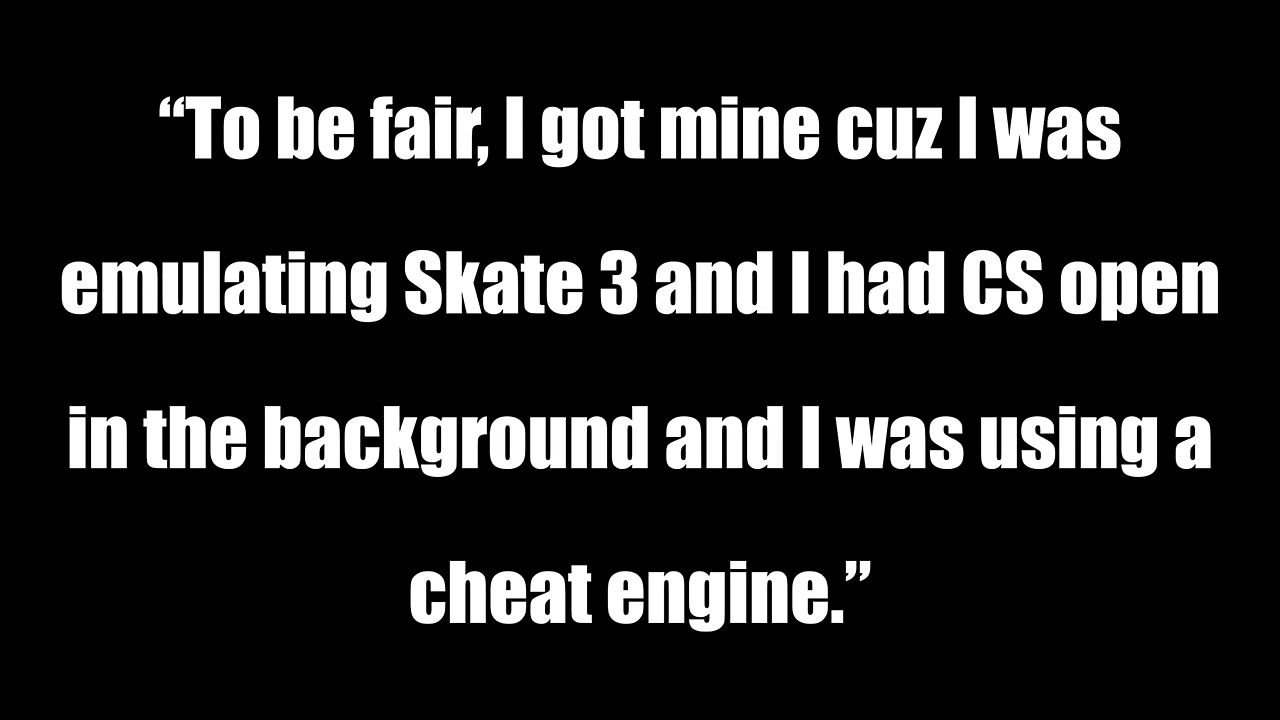 “To be fair, I got mine cuz I was
emulating Skate 3 and I had CS open
in the background and I was using a
cheat engine.”